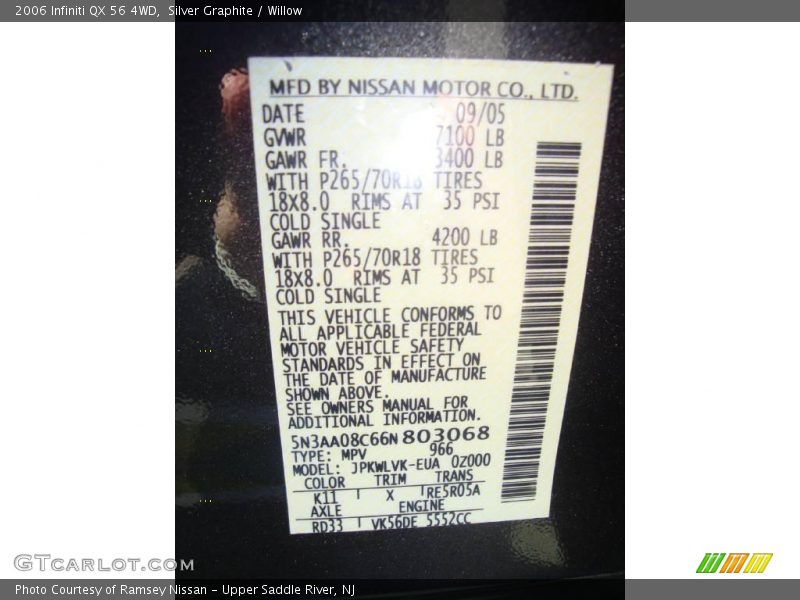 2006 Infiniti QX 56 4WD, Silver Graphite / Willow
MFD BY NISSAN MOTOR CO., LTD.
DATE 09/05
GVWR 7100 LB
GAWR FR. 3400 LB
WITH P265/70R18 TIRES
18X8.0 RIMS AT 35 PSI
COLD SINGLE
GAWR RR. 4200 LB
WITH P265/70R18 TIRES
18X8.0 RIMS AT 35 PSI
COLD SINGLE
THIS VEHICLE CONFORMS TO
ALL APPLICABLE FEDERAL
MOTOR VEHICLE SAFETY
STANDARDS IN EFFECT ON
THE DATE OF MANUFACTURE
SHOWN ABOVE.
SEE OWNERS MANUAL FOR
ADDITIONAL INFORMATION.
5N3AA08C66N803068
TYPE: MPV 966
MODEL: JPKWLVK-EUA 0Z000
COLOR TRIM TRANS
K11 X RE5R05A
AXLE ENGINE
RD33 VK56DE 5552CC
GTcarlot.com
Photo Courtesy of Ramsey Nissan - Upper Saddle River, NJ